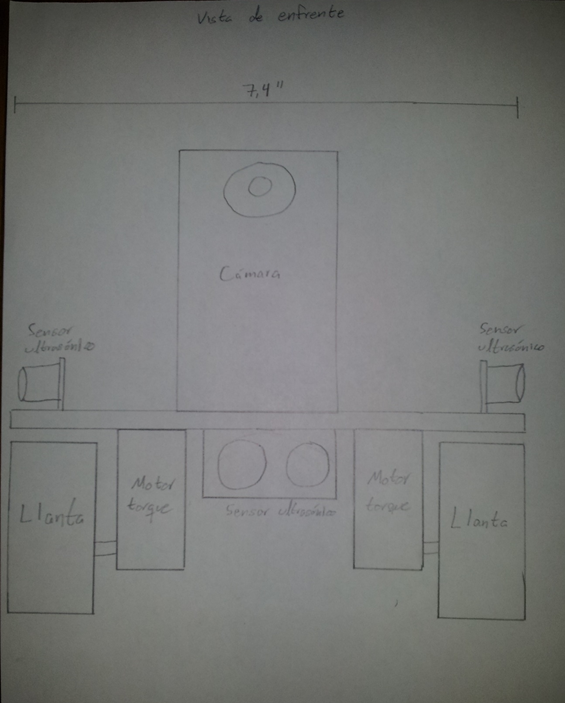 Vista de enfrente
7,4"
Cámara
Sensor
ultrasónico
Sensor
ultrasónico
Motor
torque
Motor
torque
Llanta
Llanta
Sensor ultrasónico